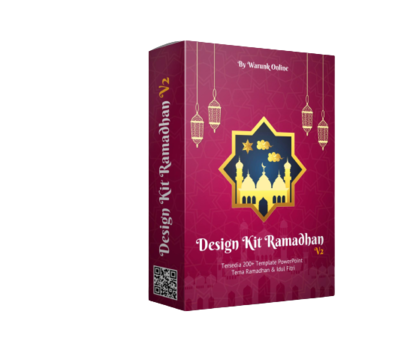 By Warunk Online
Design Kit Ramadhan
V2
Tersedia 200+ Template PowerPoint
Tema Ramadhan & Idul Fitri
Design Kit Ramadhan V2